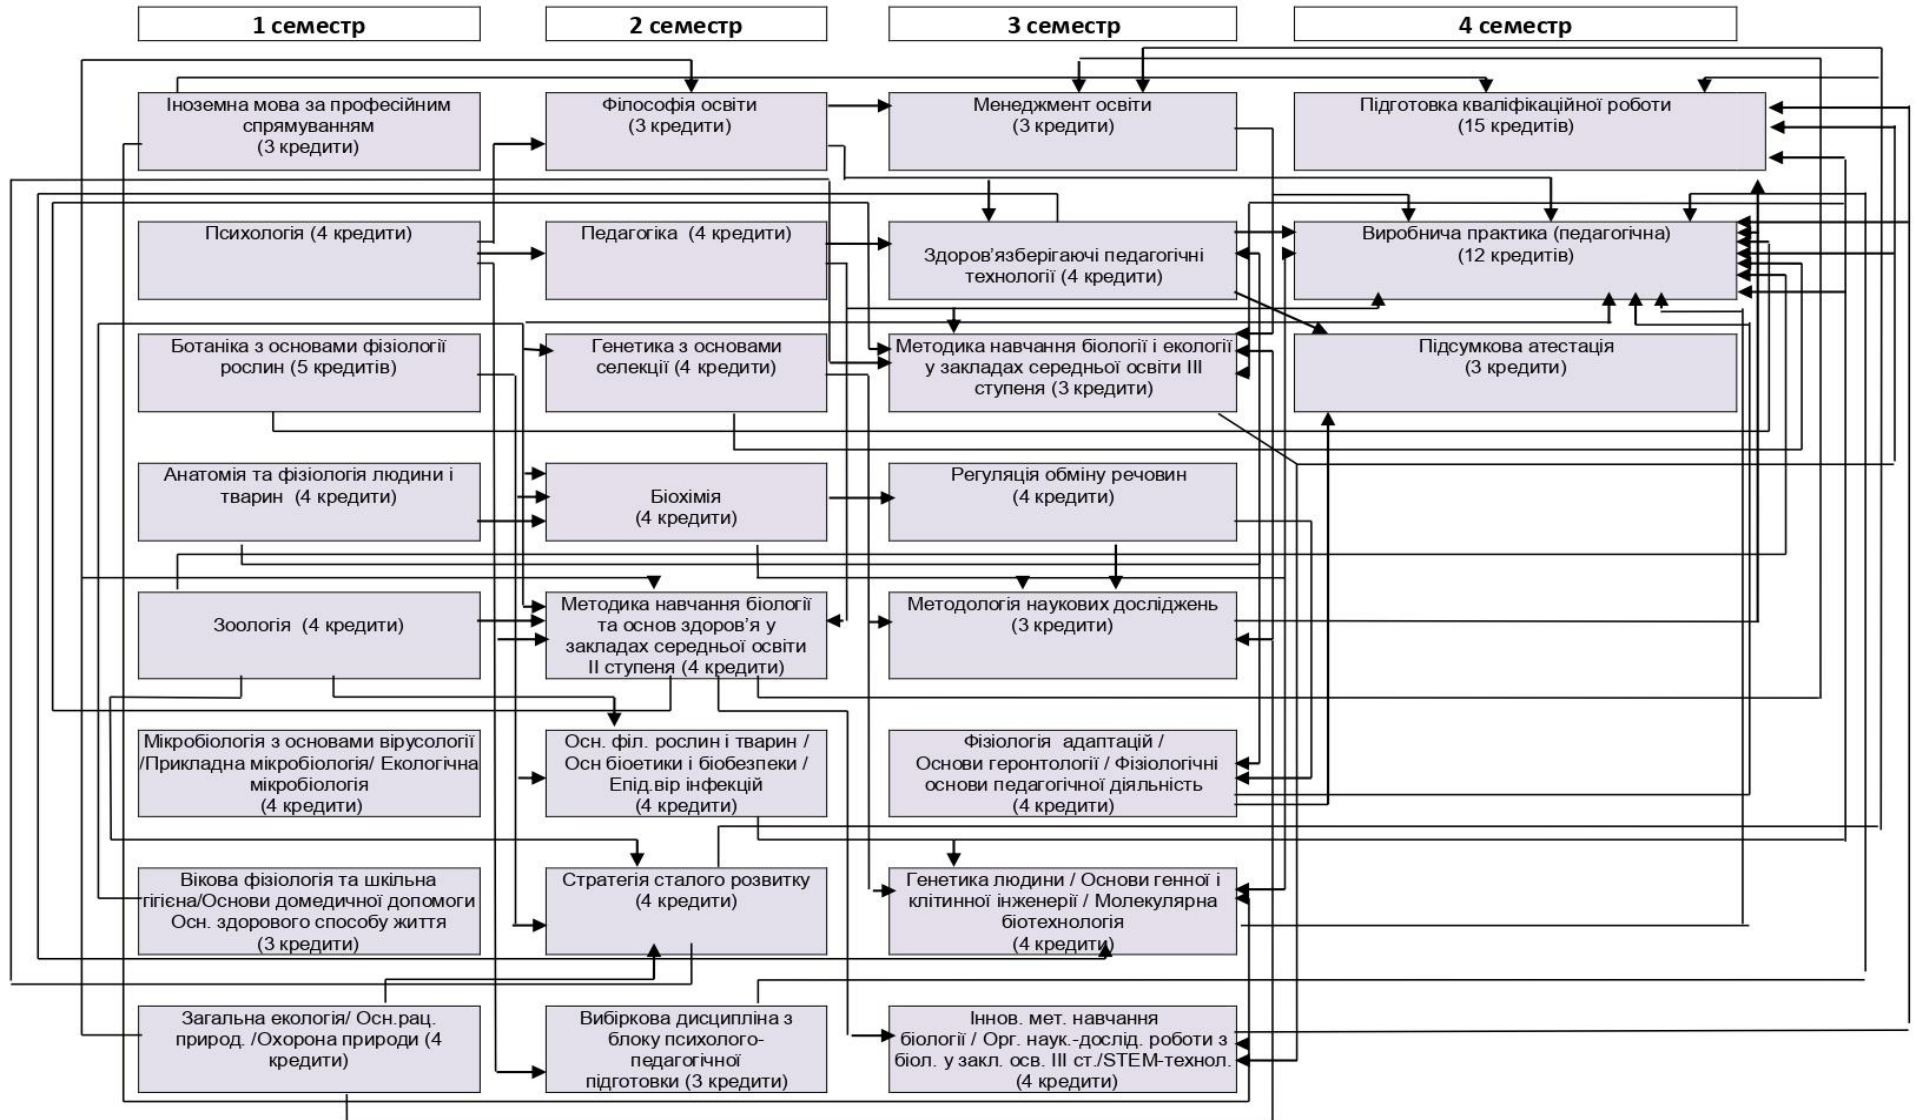 1 семестр
2 семестр
3 семестр
4 семестр
Іноземна мова за професійним
спрямуванням
(3 кредити)
Філософія освіти
(3 кредити)
Менеджмент освіти
(3 кредити)
Підготовка кваліфікаційної роботи
(15 кредитів)
Психологія (4 кредити)
Педагогіка (4 кредити)
Здоров'язберігаючі педагогічні
технології (4 кредити)
Виробнича практика (педагогічна)
(12 кредитів)
Ботаніка з основами фізіології
рослин (5 кредитів)
Генетика з основами
селекції (4 кредити)
Методика навчання біології і екології
у закладах середньої освіти ІІІ
ступеня (3 кредити)
Підсумкова атестація
(3 кредити)
Анатомія та фізіологія людини і
тварин (4 кредити)
Біохімія
(4 кредити)
Регуляція обміну речовин
(4 кредити)
Зоологія (4 кредити)
Методика навчання біології
та основ здоров'я у
закладах середньої освіти
ІІ ступеня (4 кредити)
Методологія наукових досліджень
(3 кредити)
Мікробіологія з основами вірусології
/Прикладна мікробіологія/ Екологічна
мікробіологія
(4 кредити)
Осн. філ. рослин і тварин /
Осн біоетики і біобезпеки /
Епід.вір інфекцій
(4 кредити)
Фізіологія адаптацій /
Основи геронтології / Фізіологічні
основи педагогічної діяльність
(4 кредити)
Вікова фізіологія та шкільна
гігієна/Основи домедичної допомоги
Осн. здорового способу життя
(3 кредити)
Стратегія сталого розвитку
(4 кредити)
Генетика людини / Основи генної і
клітинної інженерії / Молекулярна
біотехнологія
(4 кредити)
Загальна екологія/ Осн.рац.
природ. /Охорона природи (4
кредити)
Вибіркова дисципліна з
блоку психолого-
педагогічної
підготовки (3 кредити)
Іннов. мет. навчання
біології / Орг. наук.-дослід. роботи з
біол. у закл. осв. ІІІ ст./STEM-технол.
(4 кредити)